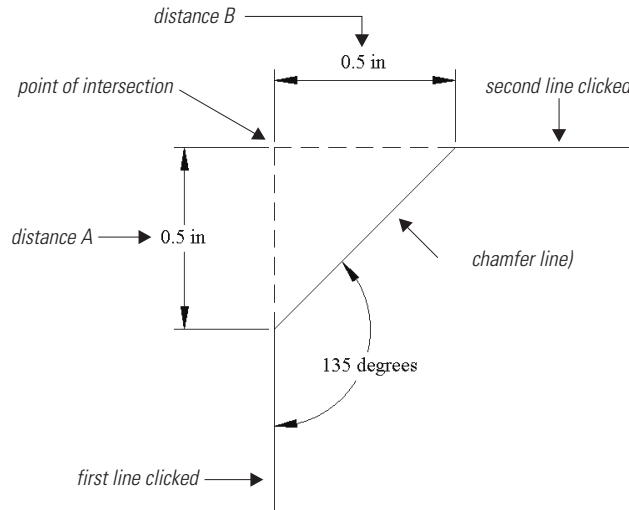 distance B
0.5 in
point of intersection
second line clicked
distance A
0.5 in
chamfer line)
135 degrees
first line clicked